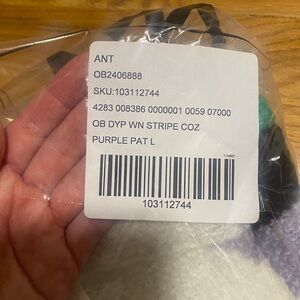 ANT
OB2406888
SKU:103112744
4283 008386 0000001 0059 07000
OB DYP WN STRIPE COZ
PURPLE PAT L
103112744